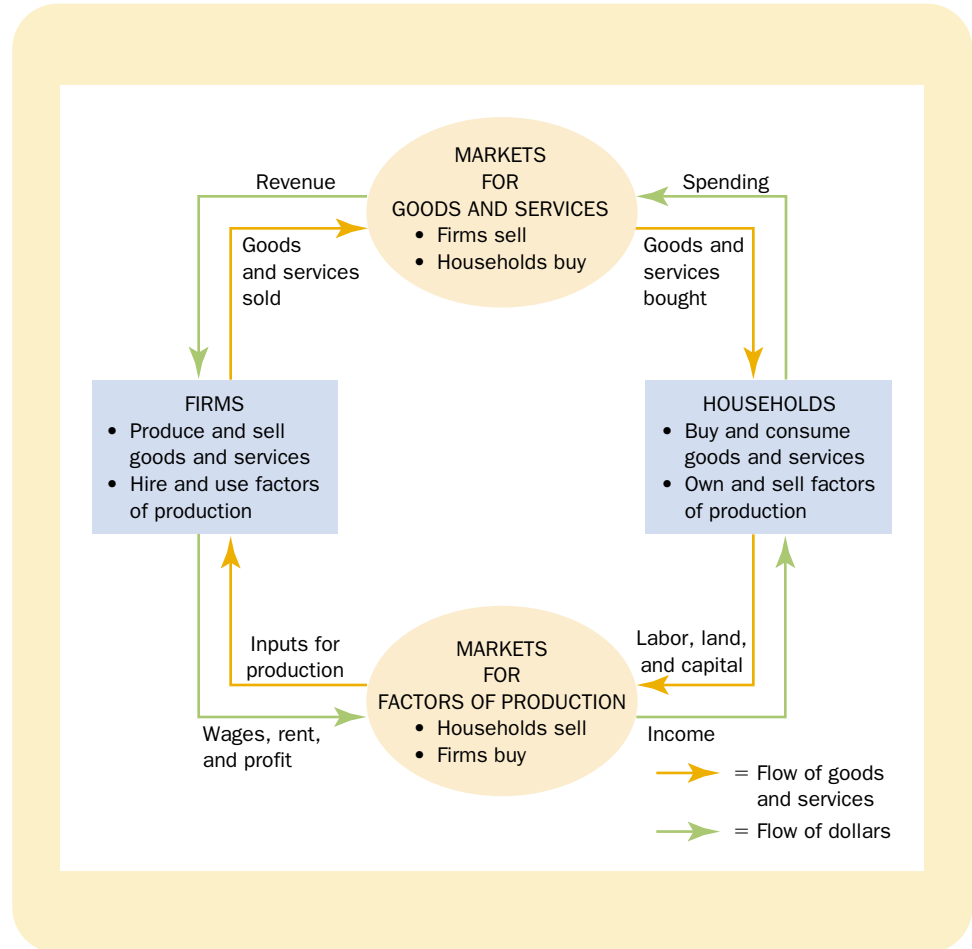 MARKETS
FOR
GOODS AND SERVICES
• Firms sell
• Households buy
Revenue
Spending
Goods
and services
sold
Goods and
services
bought
FIRMS
• Produce and sell
goods and services
• Hire and use factors
of production
HOUSEHOLDS
• Buy and consume
goods and services
• Own and sell factors
of production
Inputs for
production
Labor, land,
and capital
MARKETS
FOR
FACTORS OF PRODUCTION
• Households sell
• Firms buy
Wages, rent,
and profit
Income
= Flow of goods
and services
= Flow of dollars